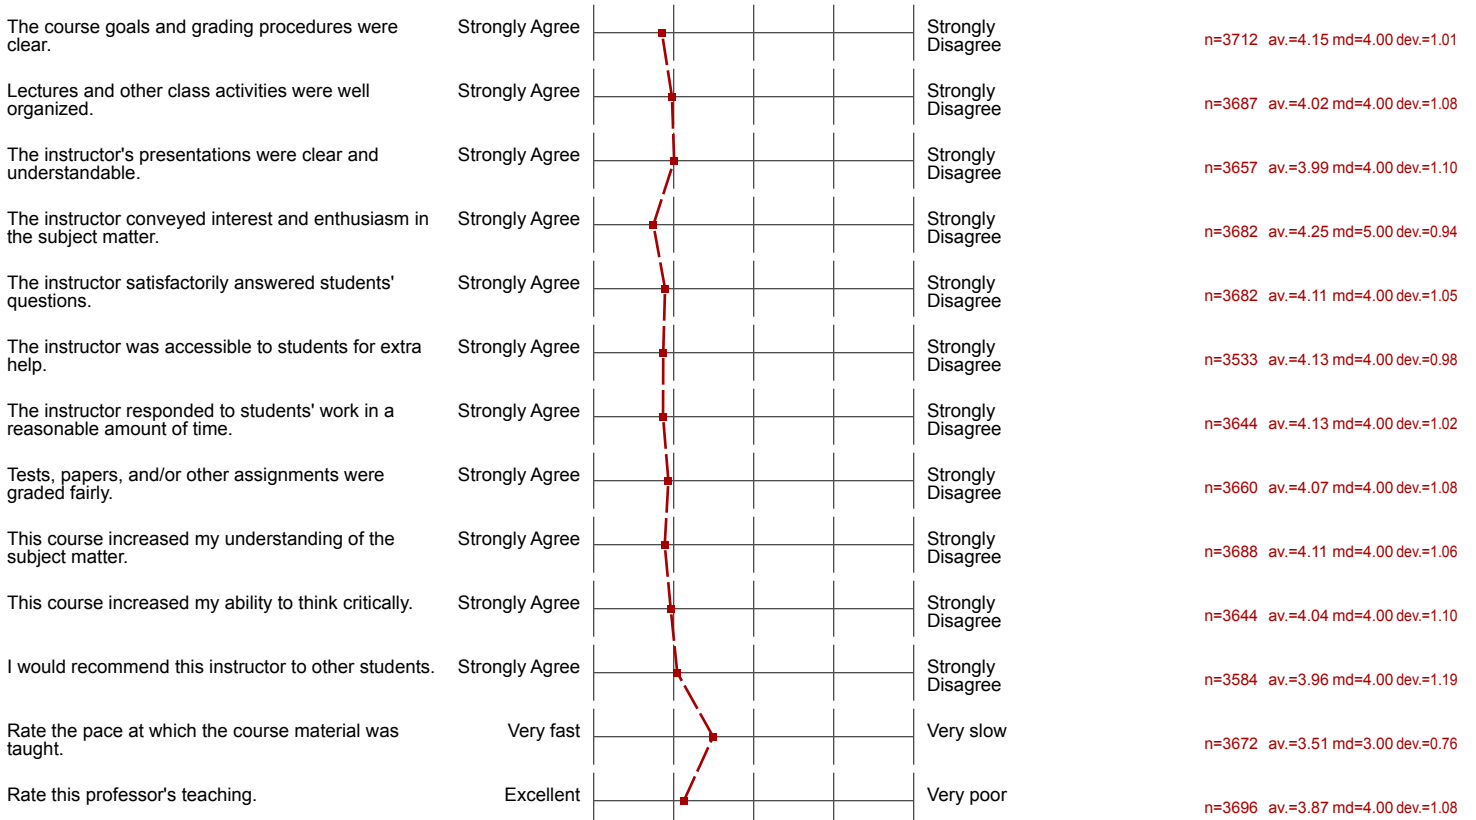 The course goals and grading procedures were
clear.
Strongly Agree
Strongly
Disagree
n=3712 av.=4.15 md=4.00 dev.=1.01
Lectures and other class activities were well
organized.
Strongly Agree
Strongly
Disagree
n=3687 av.=4.02 md=4.00 dev.=1.08
The instructor's presentations were clear and
understandable.
Strongly Agree
Strongly
Disagree
n=3657 av.=3.99 md=4.00 dev.=1.10
The instructor conveyed interest and enthusiasm in
the subject matter.
Strongly Agree
Strongly
Disagree
n=3682 av.=4.25 md=5.00 dev.=0.94
The instructor satisfactorily answered students'
questions.
Strongly Agree
Strongly
Disagree
n=3682 av.=4.11 md=4.00 dev.=1.05
The instructor was accessible to students for extra
help.
Strongly Agree
Strongly
Disagree
n=3533 av.=4.13 md=4.00 dev.=0.98
The instructor responded to students' work in a
reasonable amount of time.
Strongly Agree
Strongly
Disagree
n=3644 av.=4.13 md=4.00 dev.=1.02
Tests, papers, and/or other assignments were
graded fairly.
Strongly Agree
Strongly
Disagree
n=3660 av.=4.07 md=4.00 dev.=1.08
This course increased my understanding of the
subject matter.
Strongly Agree
Strongly
Disagree
n=3688 av.=4.11 md=4.00 dev.=1.06
This course increased my ability to think critically.
Strongly Agree
Strongly
Disagree
n=3644 av.=4.04 md=4.00 dev.=1.10
I would recommend this instructor to other students.
Strongly Agree
Strongly
Disagree
n=3584 av.=3.96 md=4.00 dev.=1.19
Rate the pace at which the course material was
taught.
Very fast
Very slow
n=3672 av.=3.51 md=3.00 dev.=0.76
Rate this professor's teaching.
Excellent
Very poor
n=3696 av.=3.87 md=4.00 dev.=1.08